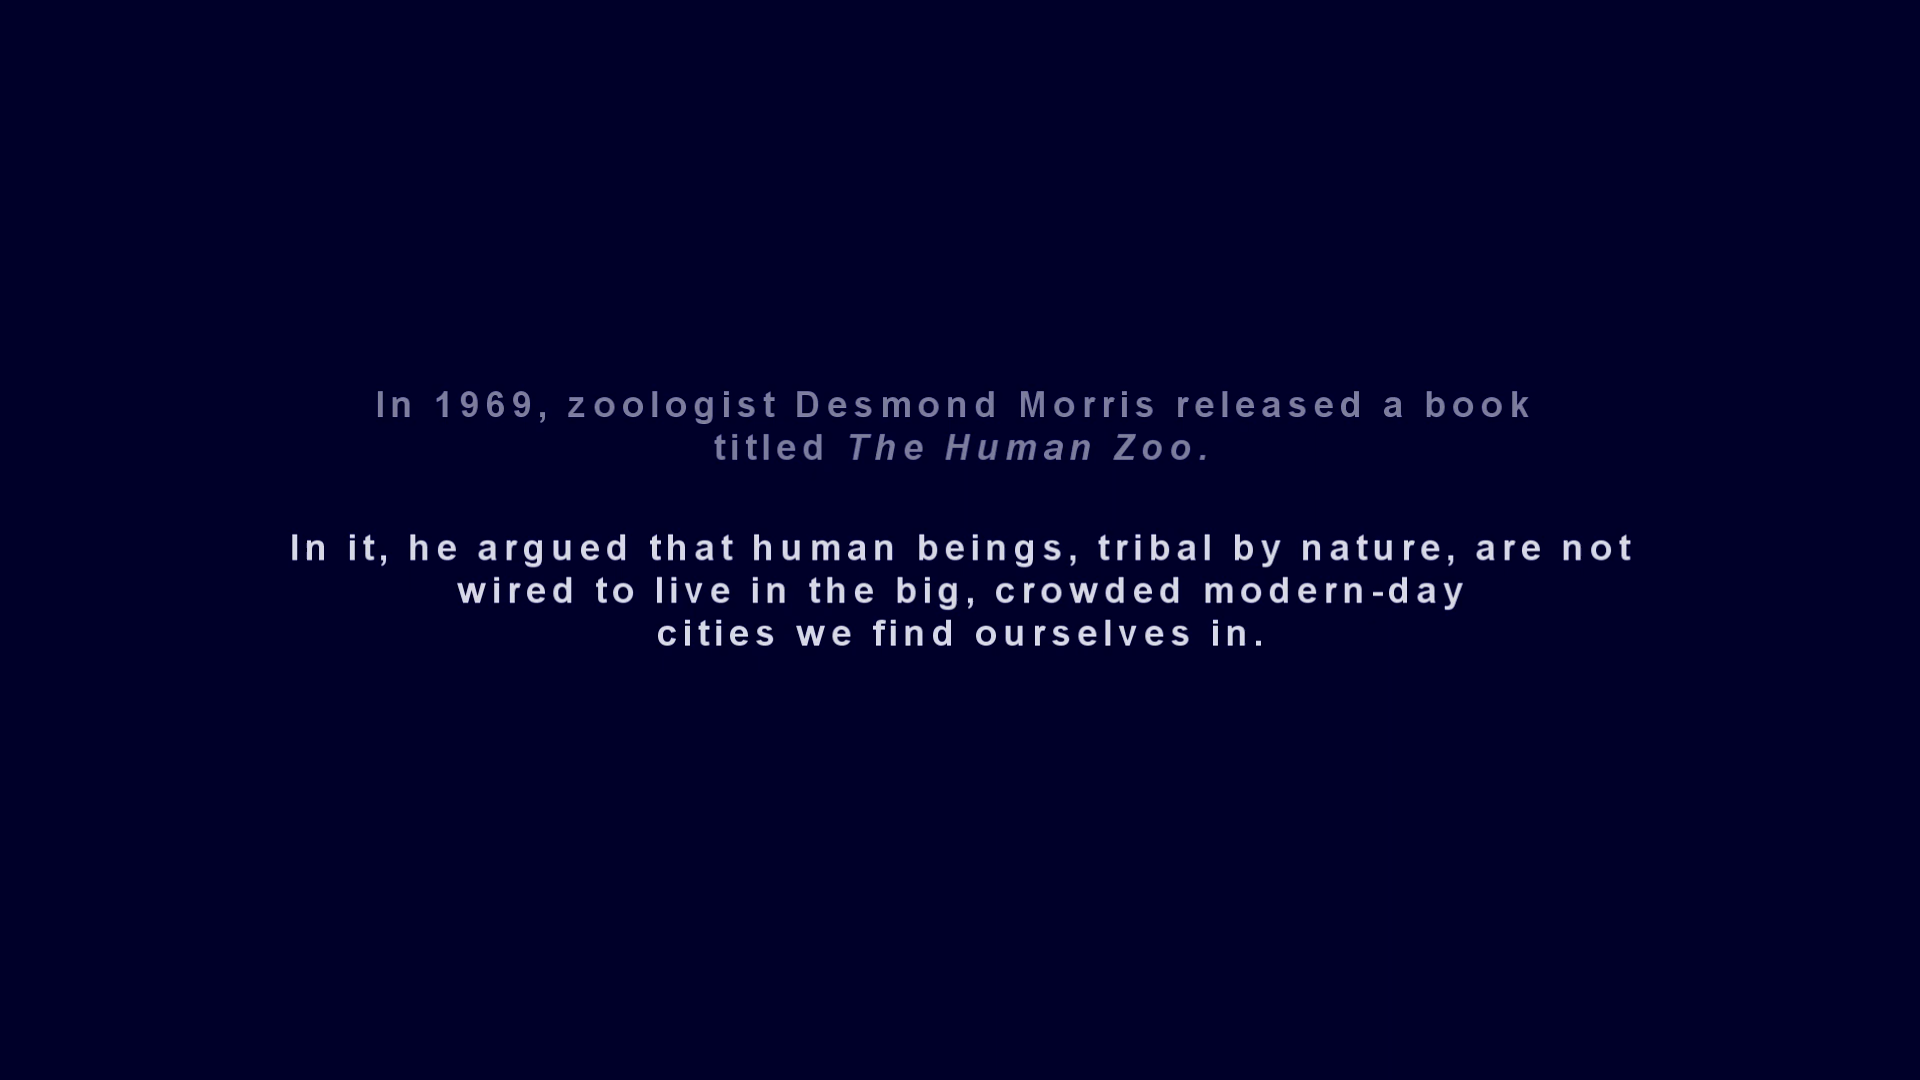 In 1969, zoologist Desmond Morris released a book
titled The Human Zoo.
In it, he argued that human beings, tribal by nature, are not
wired to live in the big, crowded modern-day
cities we find ourselves in.